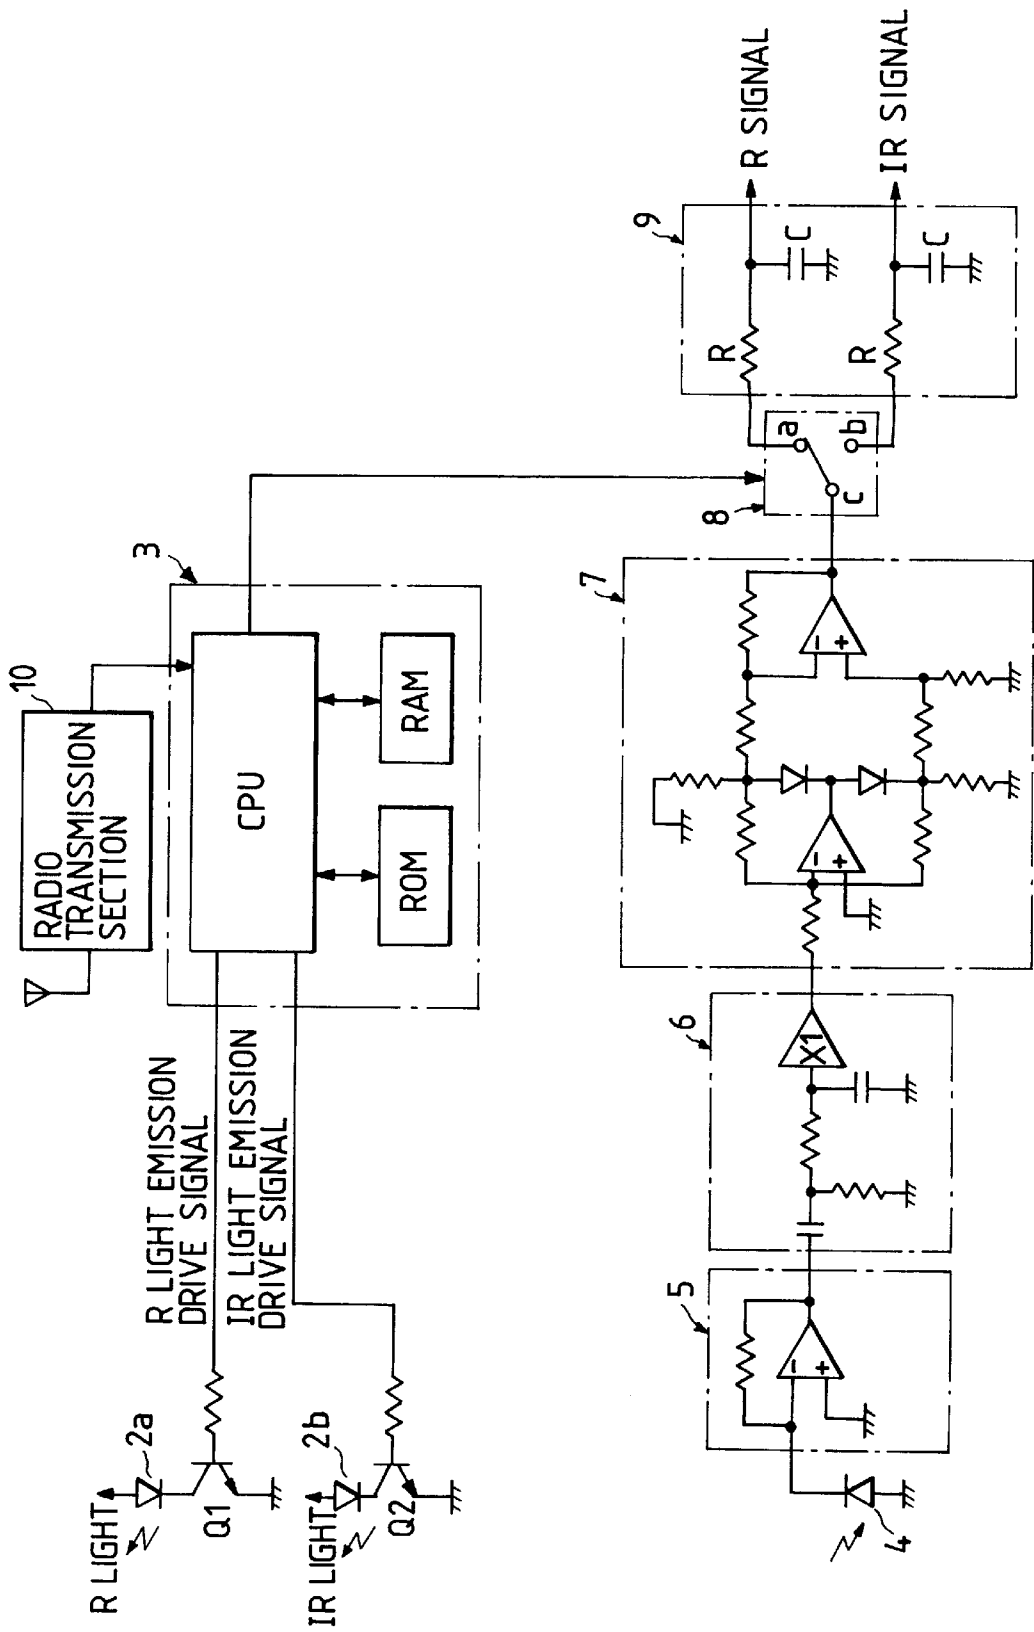 RADIO
TRANSMISSION
SECTION
10
3
CPU
ROM
RAM
R LIGHT EMISSION
DRIVE SIGNAL
IR LIGHT EMISSION
DRIVE SIGNAL
R LIGHT
2a
Q1
IR LIGHT
2b
Q2
4
5
-
+
6
X1
7
-
+
-
+
8
a
b
c
9
R
C
R SIGNAL
R
C
IR SIGNAL